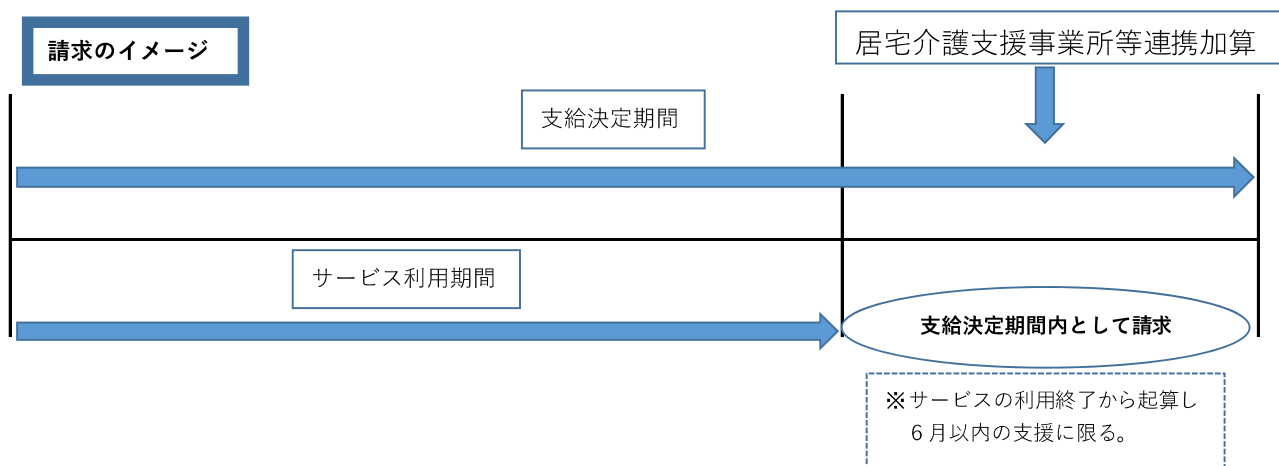 請求のイメージ
居宅介護支援事業所等連携加算
支給決定期間
サービス利用期間
支給決定期間内として請求
※サービスの利用終了から起算し
６月以内の支援に限る。